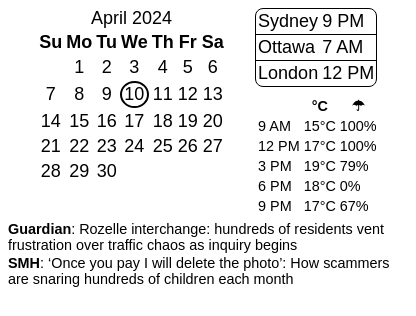 April 2024
Su Mo Tu We Th Fr Sa
1 2 3 4 5 6
7 8 9 10 11 12 13
14 15 16 17 18 19 20
21 22 23 24 25 26 27
28 29 30
Sydney 9 PM
Ottawa 7 AM
London 12 PM
°C ☂
9 AM 15°C 100%
12 PM 17°C 100%
3 PM 19°C 79%
6 PM 18°C 0%
9 PM 17°C 67%
Guardian: Rozelle interchange: hundreds of residents vent
frustration over traffic chaos as inquiry begins
SMH: ‘Once you pay I will delete the photo’: How scammers
are snaring hundreds of children each month